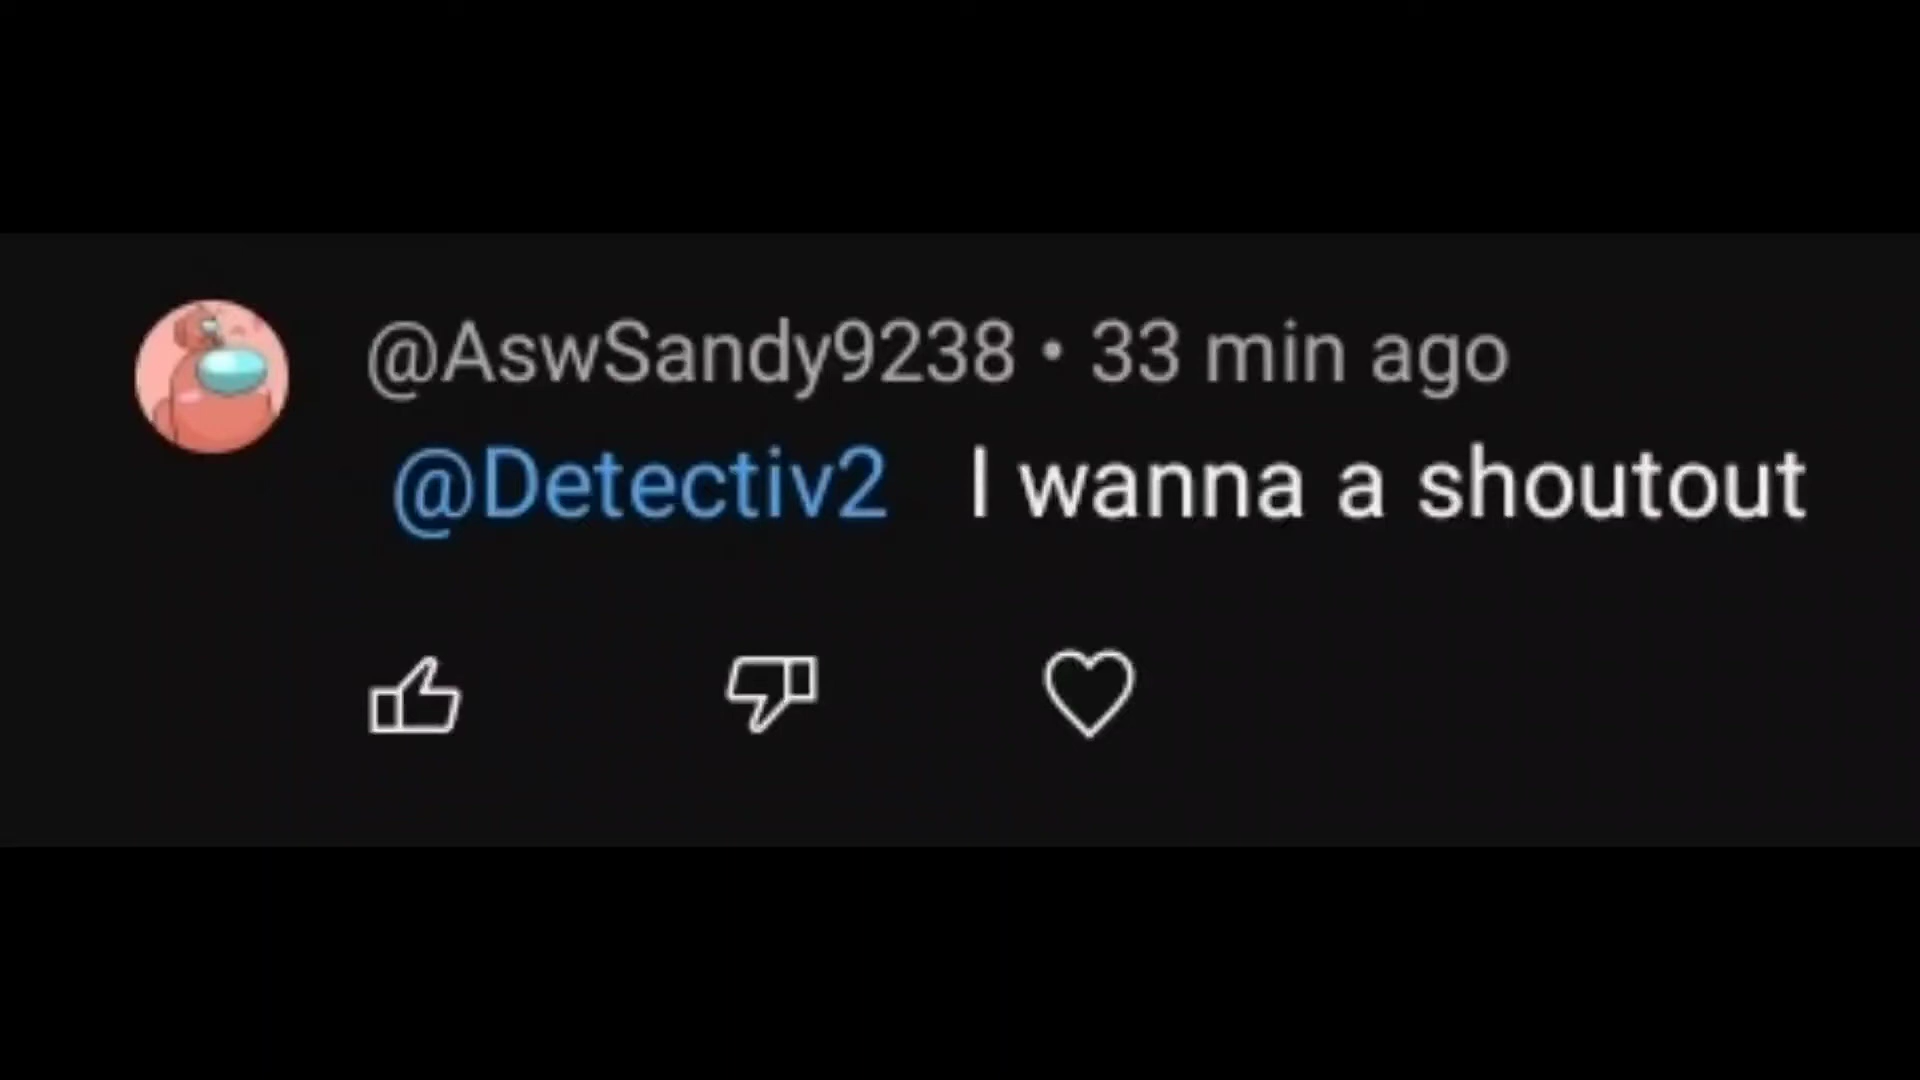 @AswSandy9238 • 33 min ago
@Detectiv2 I wanna a shoutout